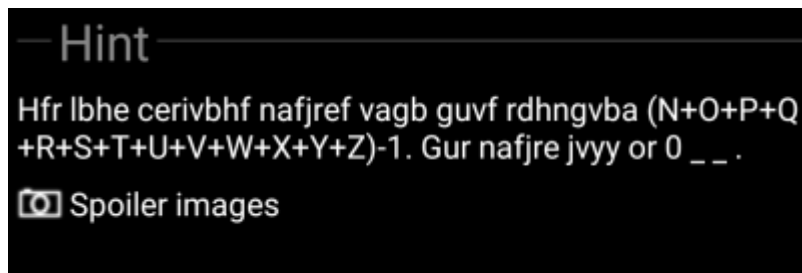 Hint
Hfr lbhe cerivbhf nafjref vagb guvf rdhngvba (N+O+P+Q
+R+S+T+U+V+W+X+Y+Z)-1. Gur nafjre jvyy or 0 _ _ .
Spoiler images